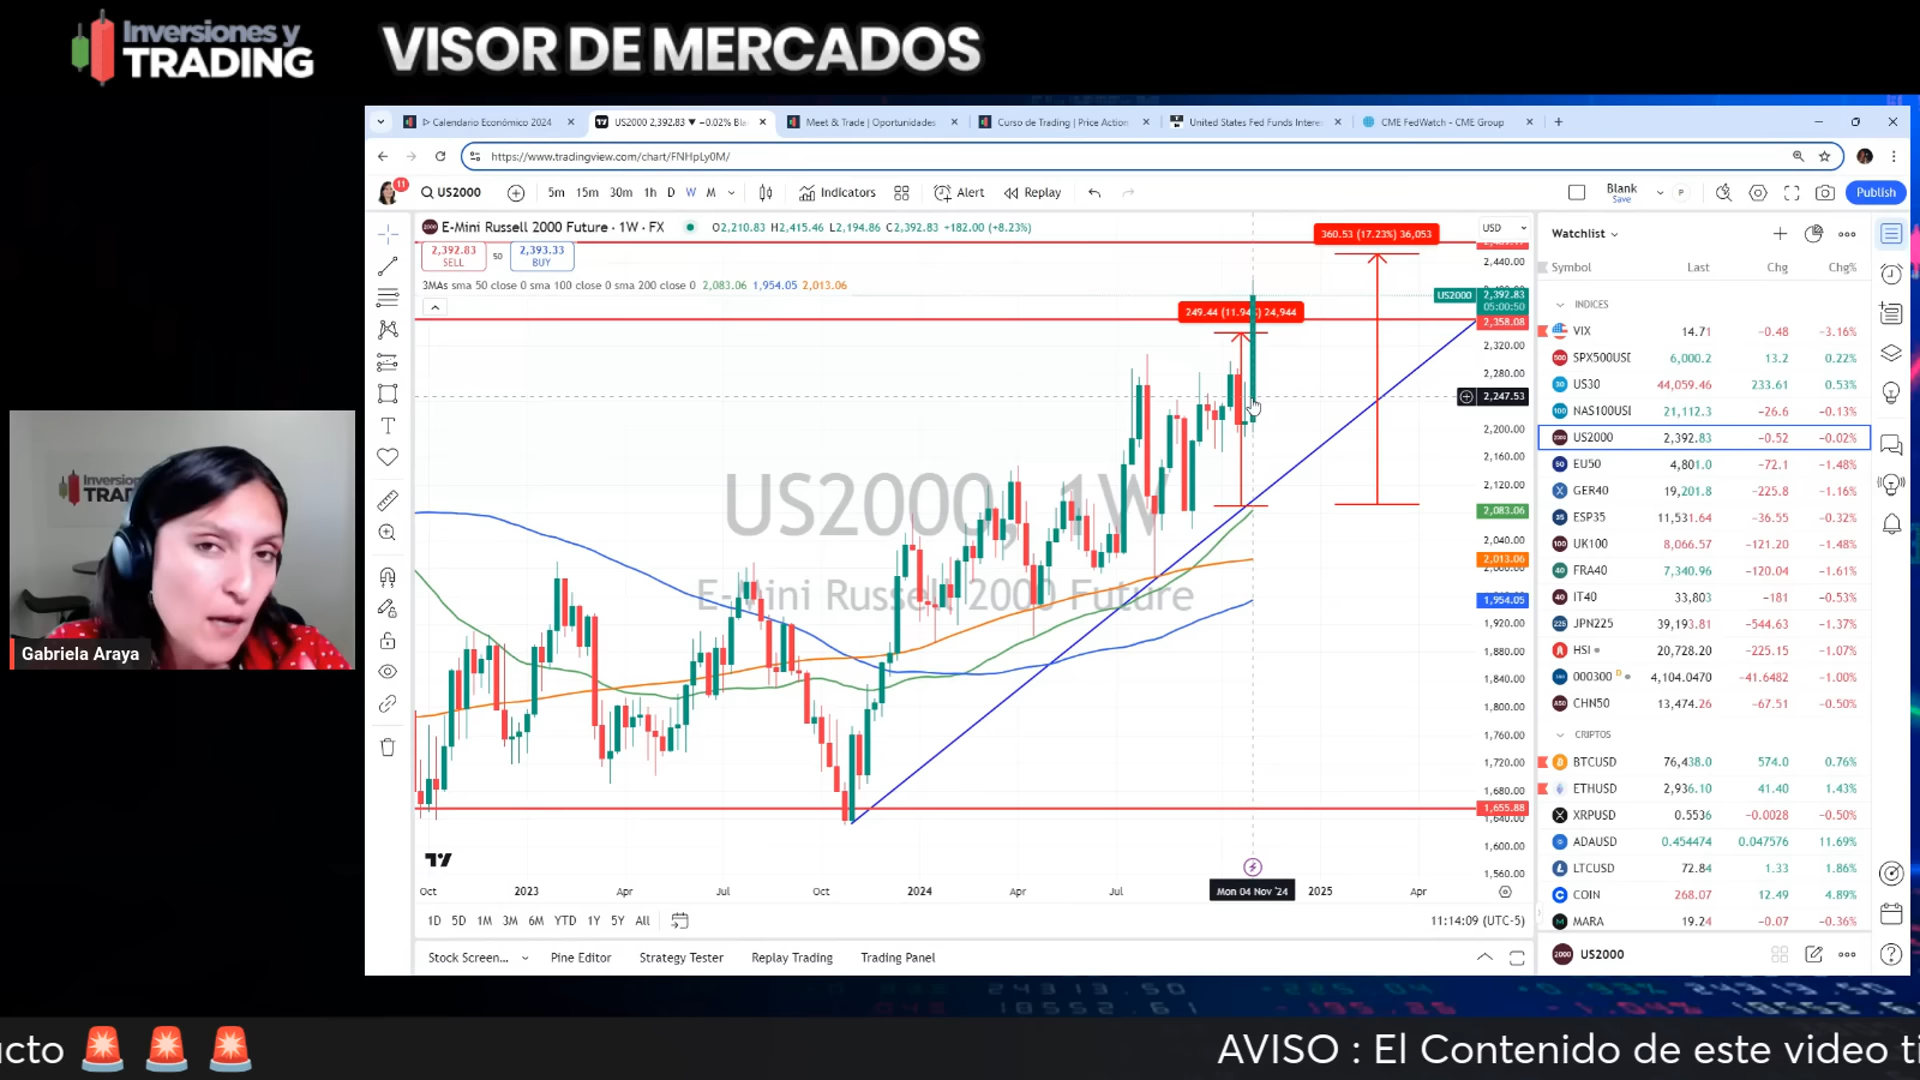 Inversiones y
TRADING
VISOR DE MERCADOS
▷ Calendario Económico 2024
US2000 2,392.83 ▼ −0.02% Bla
Meet & Trade | Oportunidades
Curso de Trading | Price Action
United States Fed Funds Intere
CME FedWatch - CME Group
https://www.tradingview.com/chart/FNHpLy0M/
11
US2000
5m 15m 30m 1h D W M
Indicators
Alert
Replay
Blank
Save
P
Publish
E-Mini Russell 2000 Future · 1W · FX
O2,210.83 H2,415.46 L2,194.86 C2,392.83 +182.00 (+8.23%)
2,392.83
SELL
50
2,393.33
BUY
3MAs sma 50 close 0 sma 100 close 0 sma 200 close 0 2,083.06 1,954.05 2,013.06
360.53 (17.23%) 36,053
249.44 (11.94%) 24,944
US2000, 1W
E-Mini Russell 2000 Future
USD
2,440.00
US2000
2,392.83
05:00:50
2,358.08
2,320.00
2,280.00
2,247.53
2,200.00
2,160.00
2,120.00
2,083.06
2,040.00
2,013.06
2,000.00
1,954.05
1,920.00
1,880.00
1,840.00
1,800.00
1,760.00
1,720.00
1,680.00
1,655.88
1,640.00
1,600.00
1,560.00
Oct 2023 Apr Jul Oct 2024 Apr Jul Mon 04 Nov '24 2025 Apr
1D 5D 1M 3M 6M YTD 1Y 5Y All
11:14:09 (UTC-5)
Stock Screen... Pine Editor Strategy Tester Replay Trading Trading Panel
Watchlist
Symbol Last Chg Chg%
INDICES
VIX 14.71 −0.48 −3.16%
SPX500USD 6,000.2 13.2 0.22%
US30 44,059.46 233.61 0.53%
NAS100USD 21,112.3 −26.6 −0.13%
US2000 2,392.83 −0.52 −0.02%
EU50 4,801.0 −72.1 −1.48%
GER40 19,201.8 −225.8 −1.16%
ESP35 11,531.64 −36.55 −0.32%
UK100 8,066.57 −121.20 −1.48%
FRA40 7,340.96 −120.04 −1.61%
IT40 33,803 −181 −0.53%
JPN225 39,193.81 −544.63 −1.37%
HSI 20,728.20 −225.15 −1.07%
000300 D 4,104.0470 −41.6482 −1.00%
CHN50 13,474.26 −67.51 −0.50%
CRIPTOS
BTCUSD 76,438.0 574.0 0.76%
ETHUSD 2,936.10 41.40 1.43%
XRPUSD 0.5536 −0.0028 −0.50%
ADAUSD 0.454474 0.047576 11.69%
LTCUSD 72.84 1.33 1.86%
COIN 268.07 12.49 4.89%
MARA 19.24 −0.07 −0.36%
US2000
Inversiones
TRA
Gabriela Araya
24313.50
18552.61
ucto 🚨 🚨 🚨
AVISO : El Contenido de este video ti